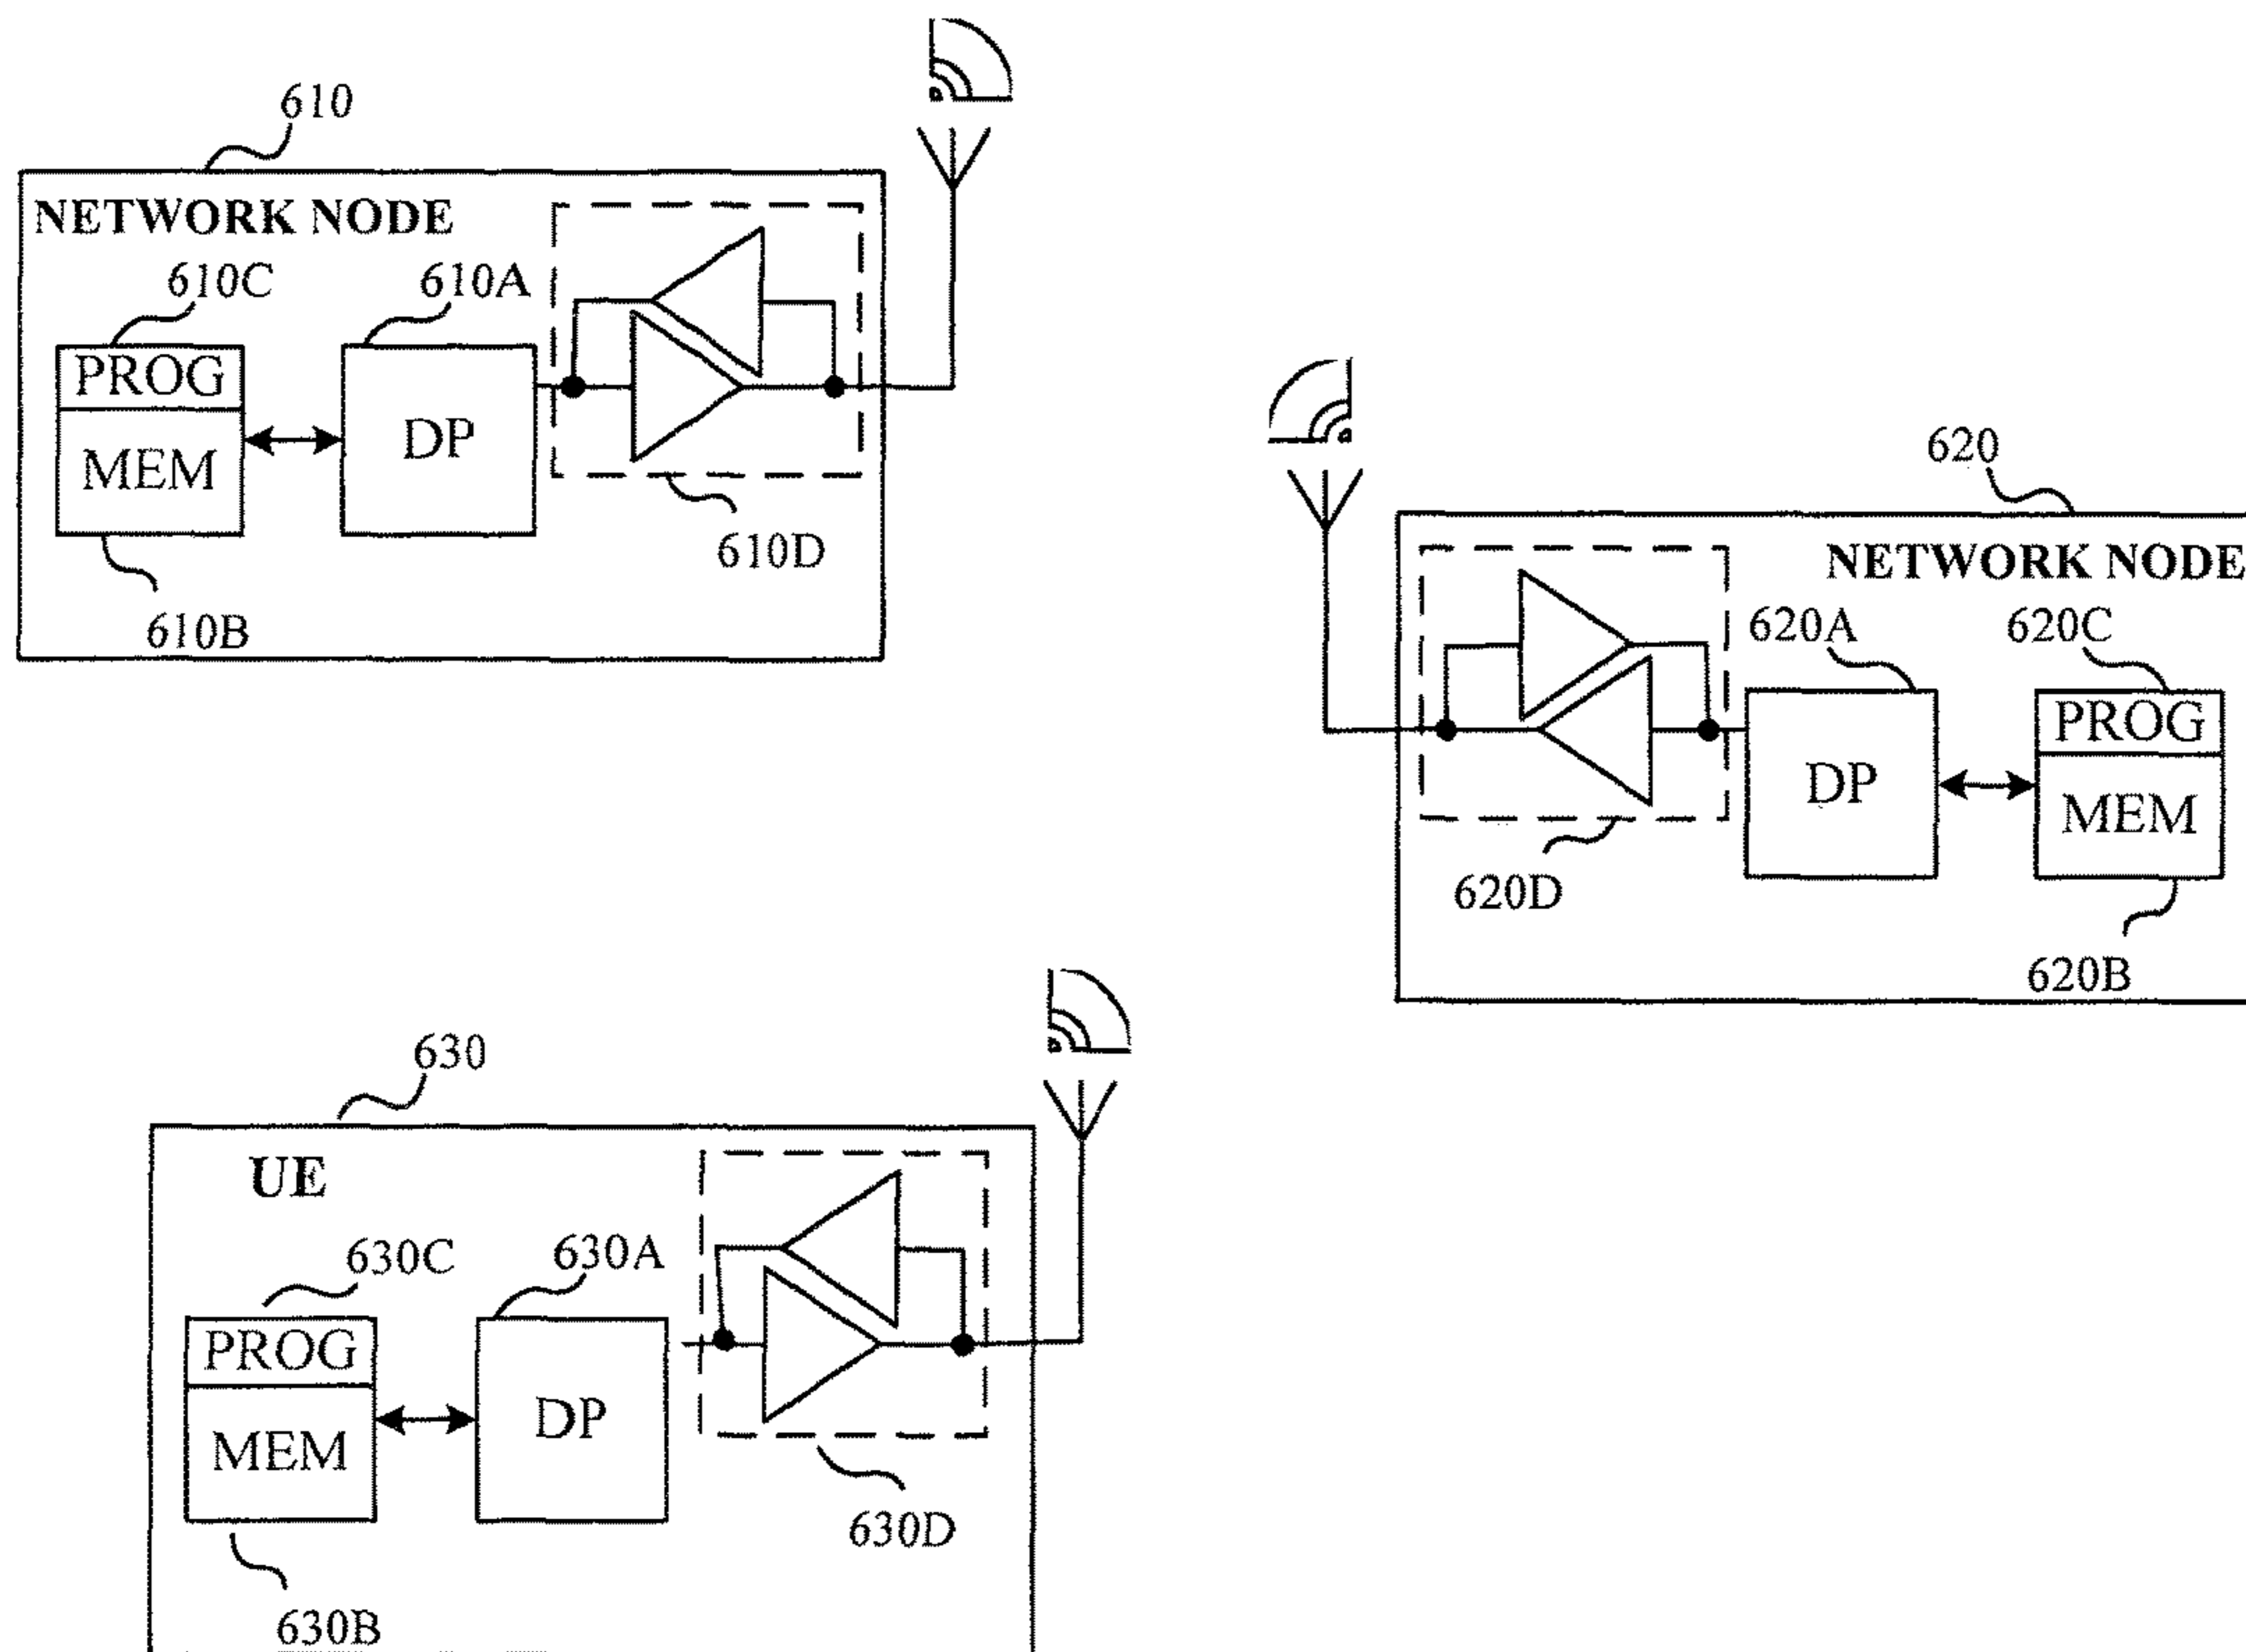 610
NETWORK NODE
610C
610A
PROG
MEM
DP
610D
610B
620
NETWORK NODE
620A
620C
DP
PROG
MEM
620D
620B
630
UE
630C
630A
PROG
MEM
DP
630D
630B